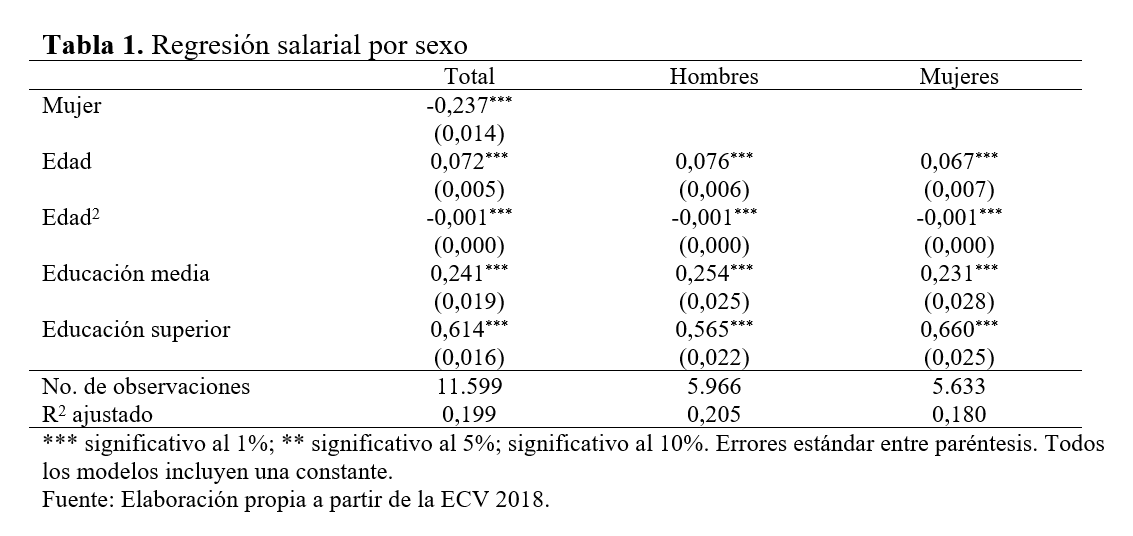 Tabla 1. Regresión salarial por sexo
Total Hombres Mujeres
Mujer -0,237***
(0,014)
Edad 0,072*** 0,076*** 0,067***
(0,005) (0,006) (0,007)
Edad² -0,001*** -0,001*** -0,001***
(0,000) (0,000) (0,000)
Educación media 0,241*** 0,254*** 0,231***
(0,019) (0,025) (0,028)
Educación superior 0,614*** 0,565*** 0,660***
(0,016) (0,022) (0,025)
No. de observaciones 11.599 5.966 5.633
R² ajustado 0,199 0,205 0,180
*** significativo al 1%; ** significativo al 5%; significativo al 10%. Errores estándar entre paréntesis. Todos
los modelos incluyen una constante.
Fuente: Elaboración propia a partir de la ECV 2018.